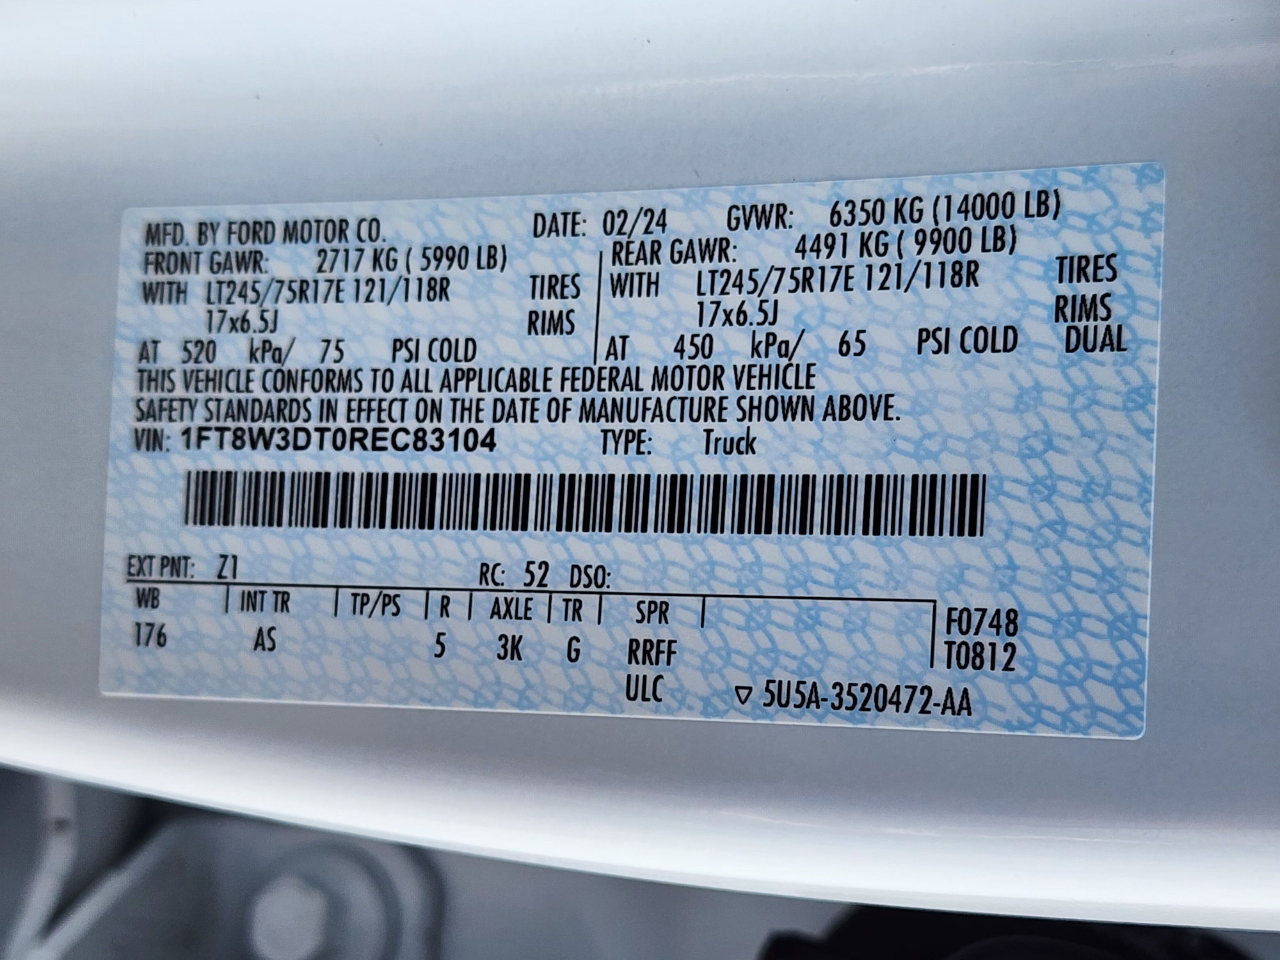 MFD. BY FORD MOTOR CO. DATE: 02/24 GVWR: 6350 KG (14000 LB)
FRONT GAWR: 2717 KG ( 5990 LB) REAR GAWR: 4491 KG ( 9900 LB)
WITH LT245/75R17E 121/118R TIRES WITH LT245/75R17E 121/118R TIRES
17x6.5J RIMS 17x6.5J RIMS
AT 520 kPa/ 75 PSI COLD AT 450 kPa/ 65 PSI COLD DUAL
THIS VEHICLE CONFORMS TO ALL APPLICABLE FEDERAL MOTOR VEHICLE
SAFETY STANDARDS IN EFFECT ON THE DATE OF MANUFACTURE SHOWN ABOVE.
VIN: 1FT8W3DT0REC83104 TYPE: Truck
EXT PNT: Z1 RC: 52 DSO:
WB INT TR TP/PS R AXLE TR SPR F0748
176 AS 5 3K G RRFF T0812
ULC ▽ 5U5A-3520472-AA